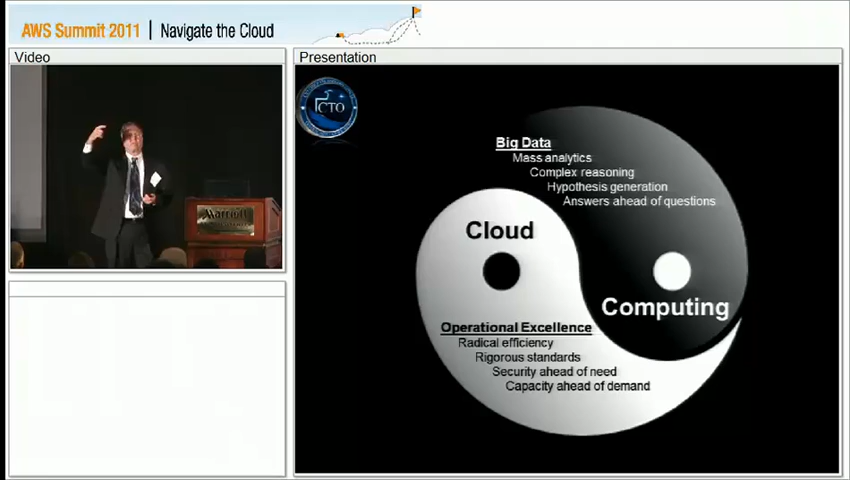 AWS Summit 2011 | Navigate the Cloud
Video
Presentation
Marriott
CTO
Big Data
Mass analytics
Complex reasoning
Hypothesis generation
Answers ahead of questions
Cloud
Computing
Operational Excellence
Radical efficiency
Rigorous standards
Security ahead of need
Capacity ahead of demand